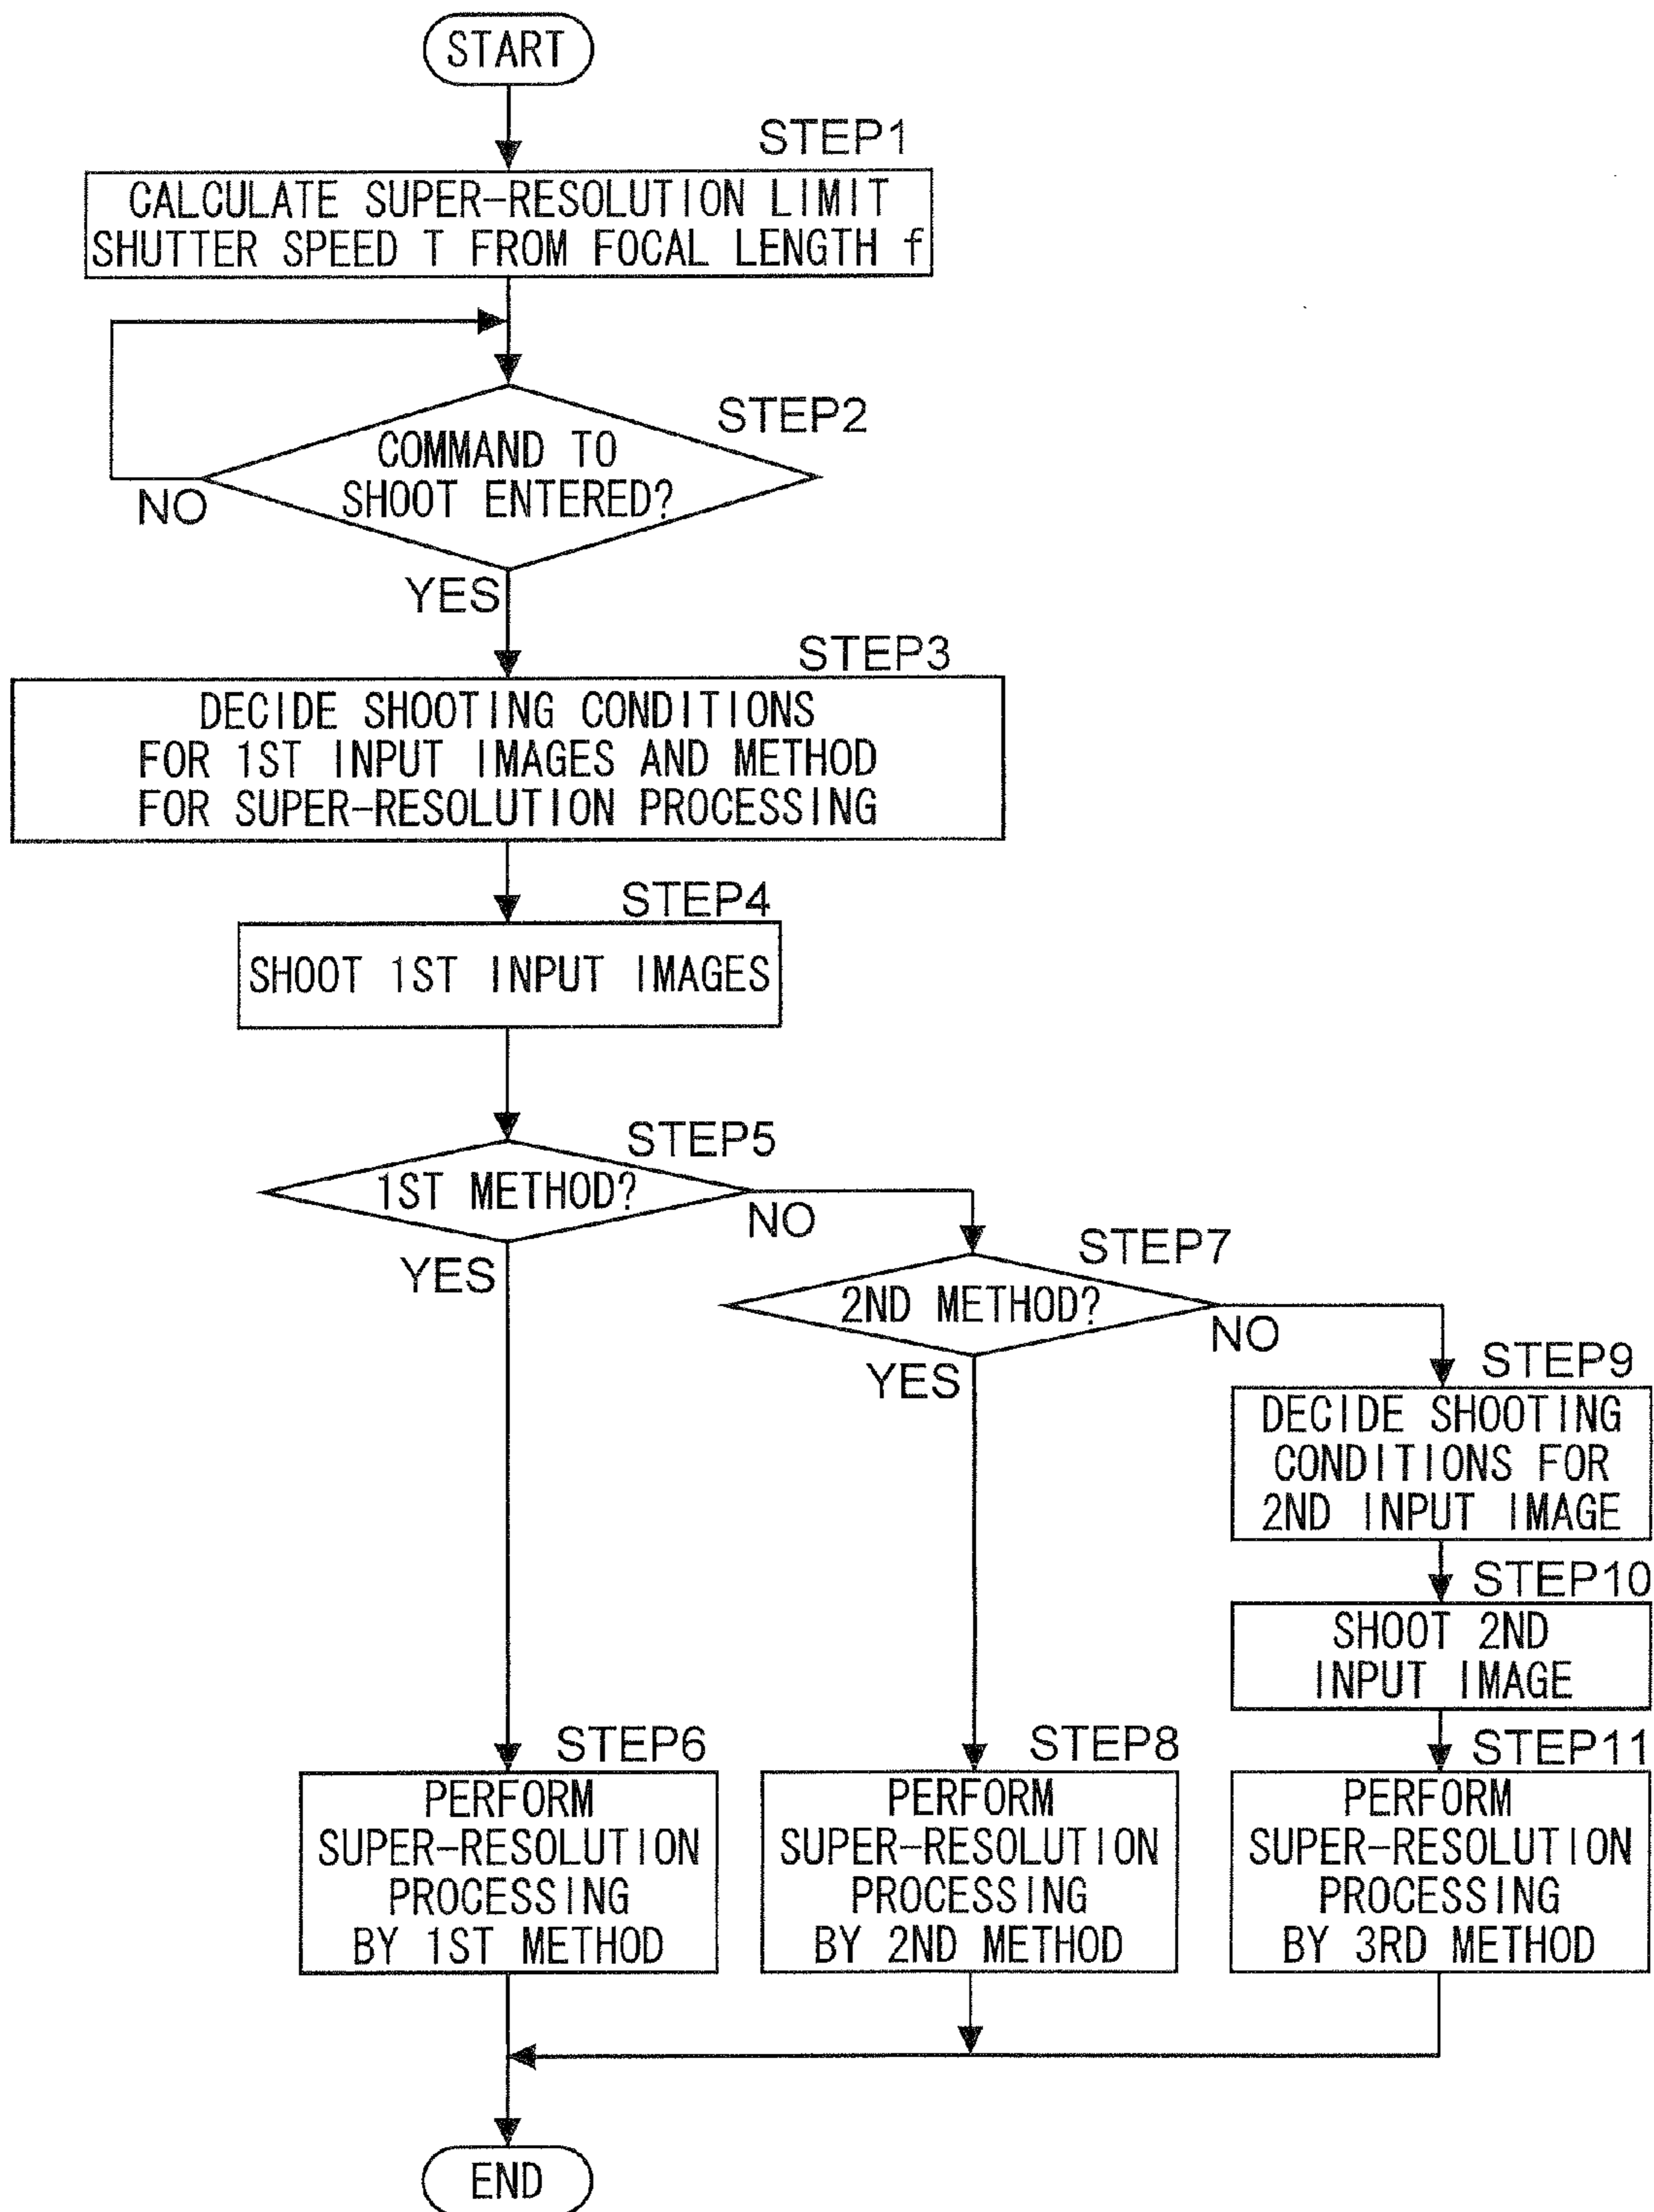 START
STEP1
CALCULATE SUPER-RESOLUTION LIMIT
SHUTTER SPEED T FROM FOCAL LENGTH f
STEP2
COMMAND TO
SHOOT ENTERED?
NO
YES
STEP3
DECIDE SHOOTING CONDITIONS
FOR 1ST INPUT IMAGES AND METHOD
FOR SUPER-RESOLUTION PROCESSING
STEP4
SHOOT 1ST INPUT IMAGES
STEP5
1ST METHOD?
NO
YES
STEP7
2ND METHOD?
NO
YES
STEP9
DECIDE SHOOTING
CONDITIONS FOR
2ND INPUT IMAGE
STEP10
SHOOT 2ND
INPUT IMAGE
STEP6
PERFORM
SUPER-RESOLUTION
PROCESSING
BY 1ST METHOD
STEP8
PERFORM
SUPER-RESOLUTION
PROCESSING
BY 2ND METHOD
STEP11
PERFORM
SUPER-RESOLUTION
PROCESSING
BY 3RD METHOD
END